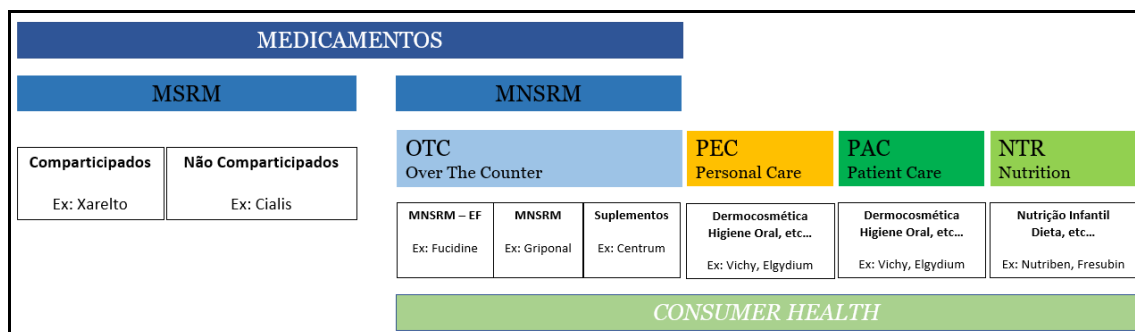 MEDICAMENTOS
MSRM
MNSRM
Comparticipados
Ex: Xarelto
Não Comparticipados
Ex: Cialis
OTC
Over The Counter
PEC
Personal Care
PAC
Patient Care
NTR
Nutrition
MNSRM – EF
Ex: Fucidine
MNSRM
Ex: Griponal
Suplementos
Ex: Centrum
Dermocosmética
Higiene Oral, etc...
Ex: Vichy, Elgydium
Dermocosmética
Higiene Oral, etc...
Ex: Vichy, Elgydium
Nutrição Infantil
Dieta, etc...
Ex: Nutriben, Fresubin
CONSUMER HEALTH